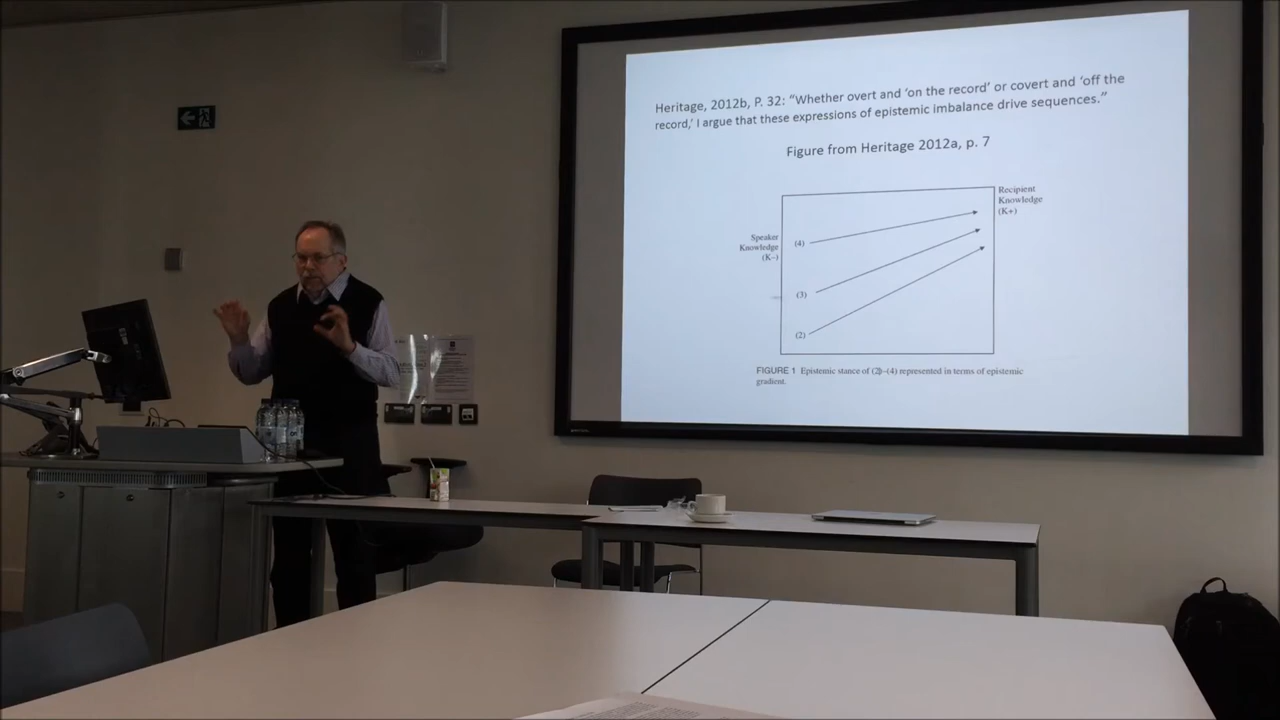 Heritage, 2012b, P. 32: “Whether overt and ‘on the record’ or covert and ‘off the
record,’ I argue that these expressions of epistemic imbalance drive sequences.”
Figure from Heritage 2012a, p. 7
Recipient
Knowledge
(K+)
Speaker
Knowledge
(K–)
(4)
(3)
(2)
FIGURE 1 Epistemic stance of (2)–(4) represented in terms of epistemic
gradient.